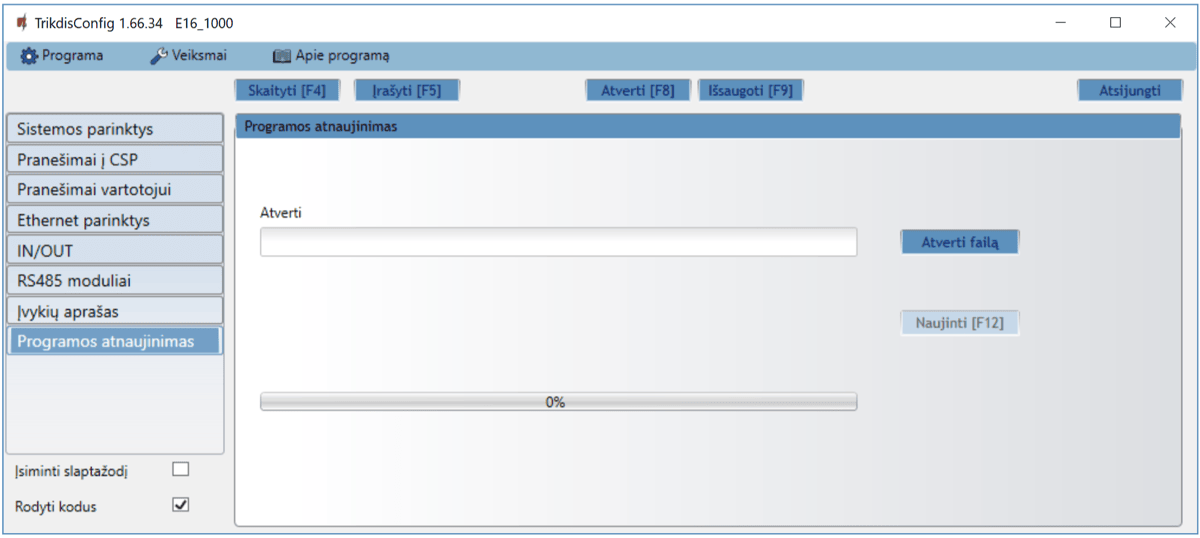 TrikdisConfig 1.66.34 E16_1000
Programa Veiksmai Apie programą
Skaityti [F4] Įrašyti [F5] Atverti [F8] Išsaugoti [F9] Atsijungti
Sistemos parinktys
Pranešimai į CSP
Pranešimai vartotojui
Ethernet parinktys
IN/OUT
RS485 moduliai
Įvykių aprašas
Programos atnaujinimas
Įsiminti slaptažodį
Rodyti kodus
Programos atnaujinimas
Atverti
Atverti failą
Naujinti [F12]
0%